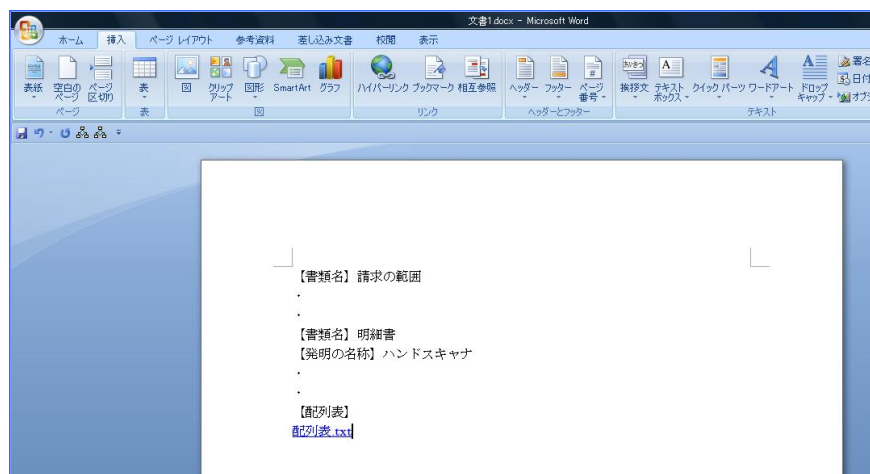 文書1.docx - Microsoft Word
ホーム 挿入 ページ レイアウト 参考資料 差し込み文書 校閲 表示
表紙 空白の ページ ページ 区切り 表 図 クリップ アート 図形 SmartArt グラフ ハイパーリンク ブックマーク 相互参照 ヘッダー フッター ページ 番号 挨拶文 テキスト ボックス クイック パーツ ワードアート ドロップ キャップ
ページ 表 図 リンク ヘッダーとフッター テキスト
【書類名】請求の範囲
・
・
【書類名】明細書
【発明の名称】ハンドスキャナ
・
・
【配列表】
配列表.txt